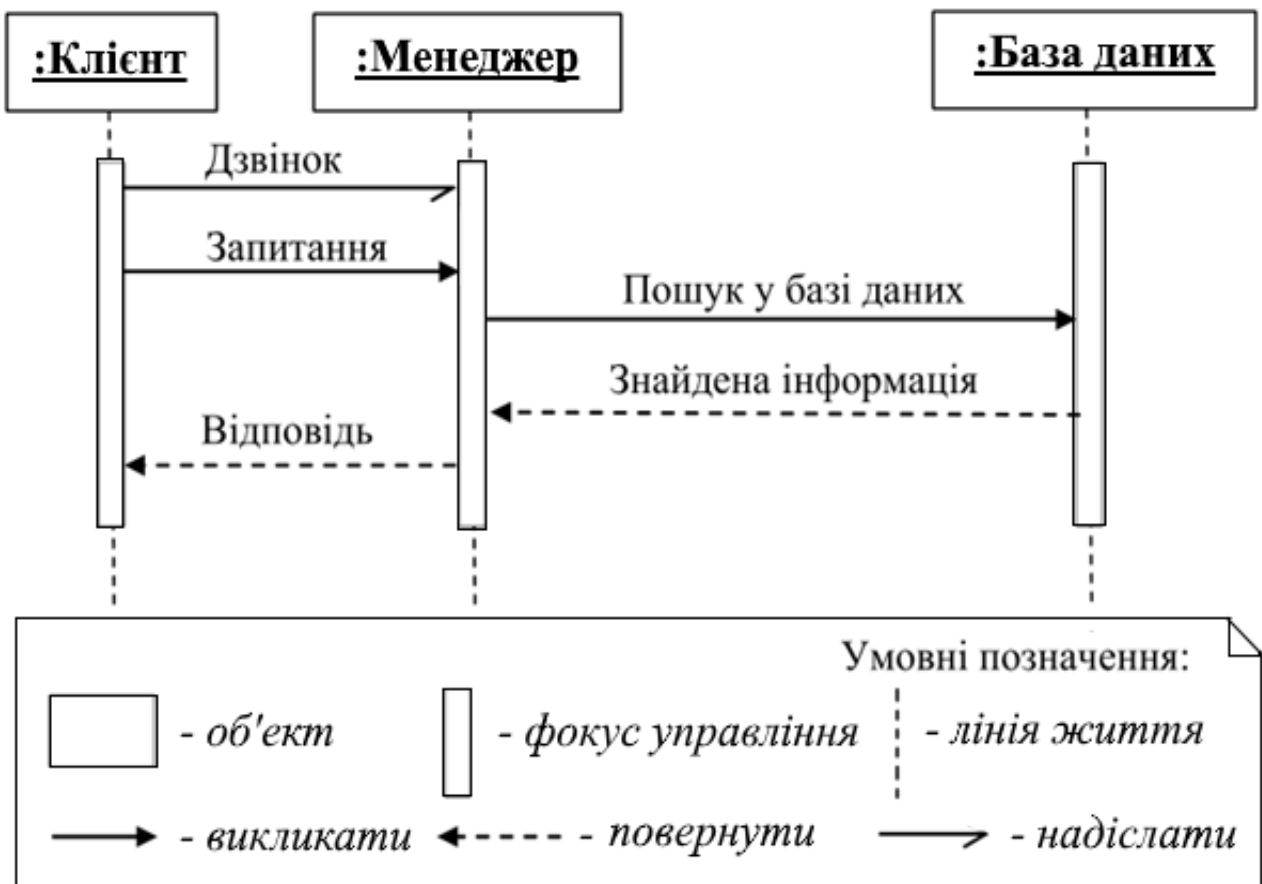 :Клієнт
:Менеджер
:База даних
Дзвінок
Запитання
Пошук у базі даних
Знайдена інформація
Відповідь
Умовні позначення:
- об'ект
- фокус управління
- лінія життя
- викликати
- повернути
- надіслати